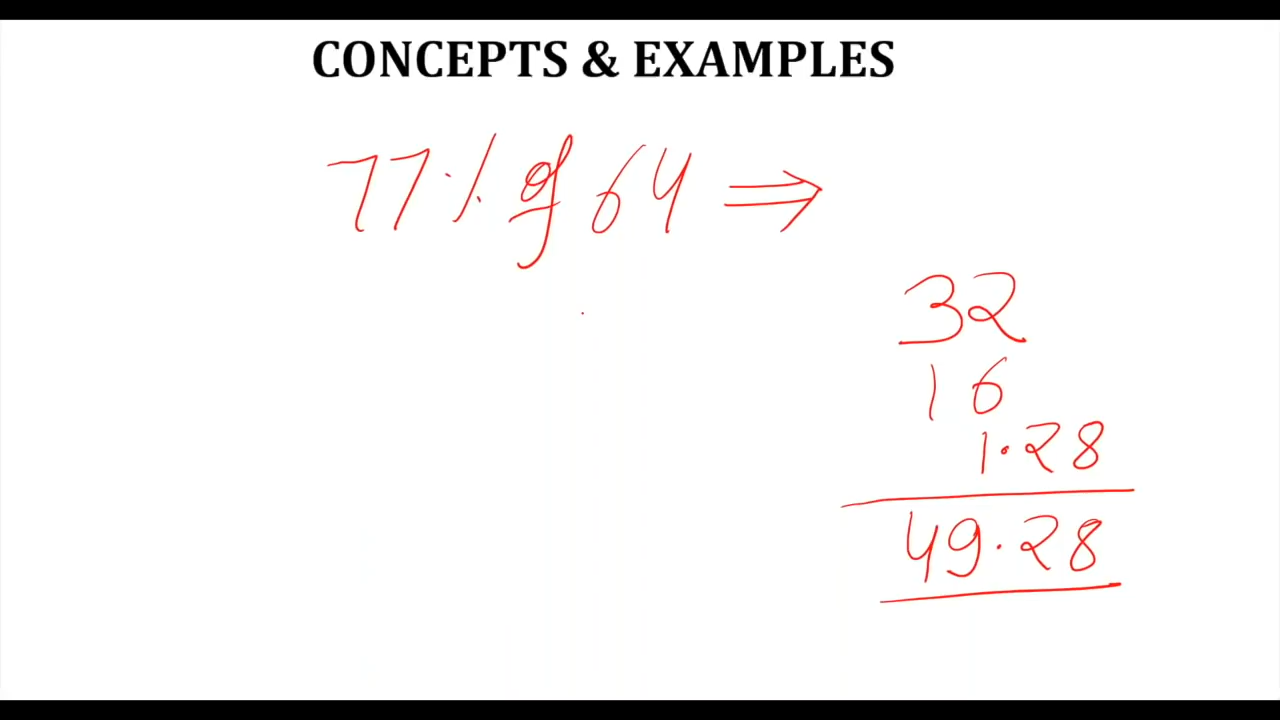 CONCEPTS & EXAMPLES
77% of 64 ⇒
32
16
1.28
49.28